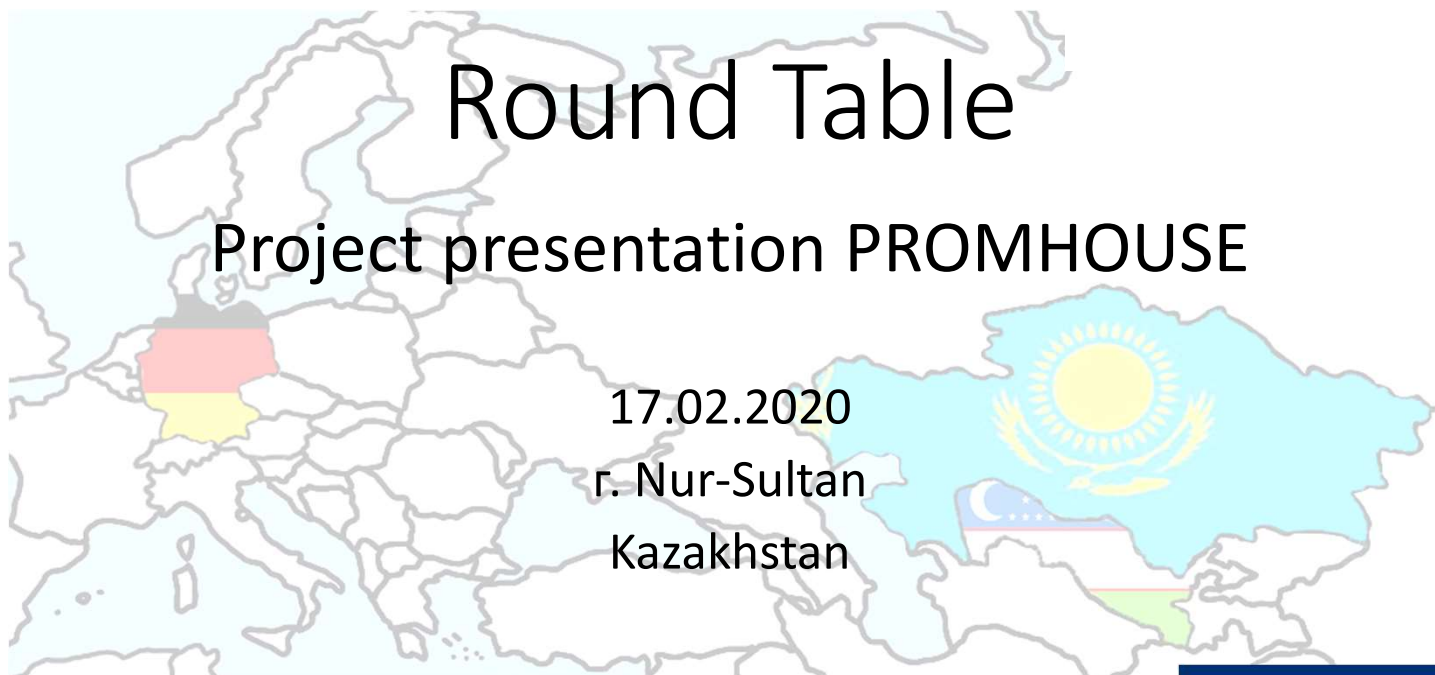 Round Table
Project presentation PROMHOUSE
17.02.2020
г. Nur-Sultan
Kazakhstan